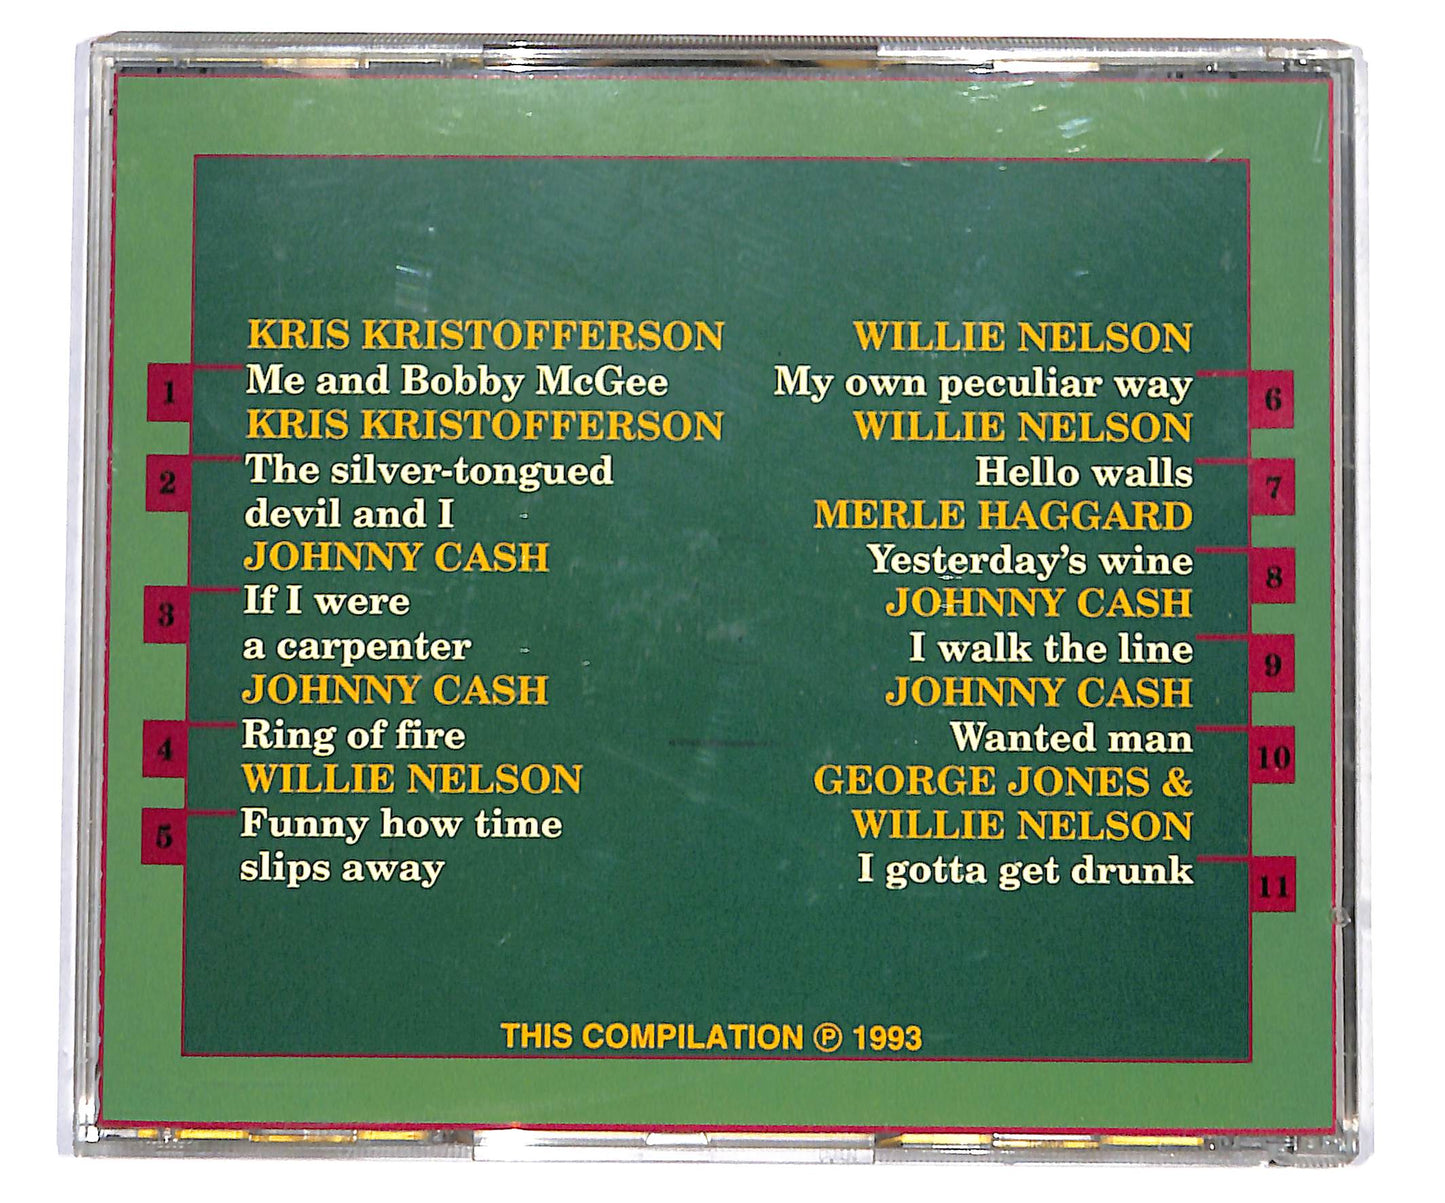 KRIS KRISTOFFERSON
1 Me and Bobby McGee
KRIS KRISTOFFERSON
2 The silver-tongued
devil and I
JOHNNY CASH
3 If I were
a carpenter
JOHNNY CASH
4 Ring of fire
WILLIE NELSON
5 Funny how time
slips away
WILLIE NELSON
My own peculiar way 6
WILLIE NELSON
Hello walls 7
MERLE HAGGARD
Yesterday's wine 8
JOHNNY CASH
I walk the line 9
JOHNNY CASH
Wanted man 10
GEORGE JONES &
WILLIE NELSON
I gotta get drunk 11
THIS COMPILATION ℗ 1993